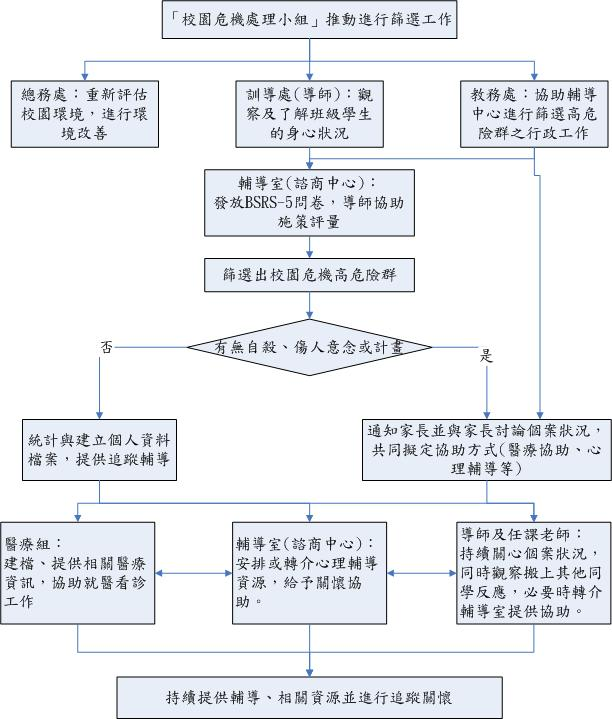 「校園危機處理小組」推動進行篩選工作
總務處：重新評估
校園環境，進行環
境改善
訓導處(導師)：觀
察及了解班級學生
的身心狀況
教務處：協助輔導
中心進行篩選高危
險群之行政工作
輔導室(諮商中心)：
發放BSRS-5問卷，導師協助
施策評量
篩選出校園危機高危險群
有無自殺、傷人意念或計畫
否
是
統計與建立個人資料
檔案，提供追蹤輔導
通知家長並與家長討論個案狀況，
共同擬定協助方式(醫療協助、心
理輔導等)
醫療組：
建檔、提供相關醫療
資訊，協助就醫看診
工作
輔導室(諮商中心)：
安排或轉介心理輔導
資源，給予關懷協
助。
導師及任課老師：
持續關心個案狀況，
同時觀察搬上其他同
學反應，必要時轉介
輔導室提供協助。
持續提供輔導、相關資源並進行追蹤關懷